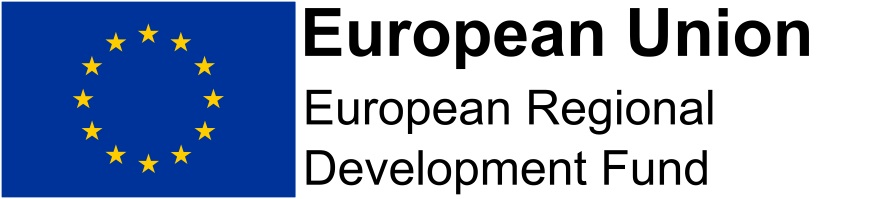 European Union
European Regional
Development Fund